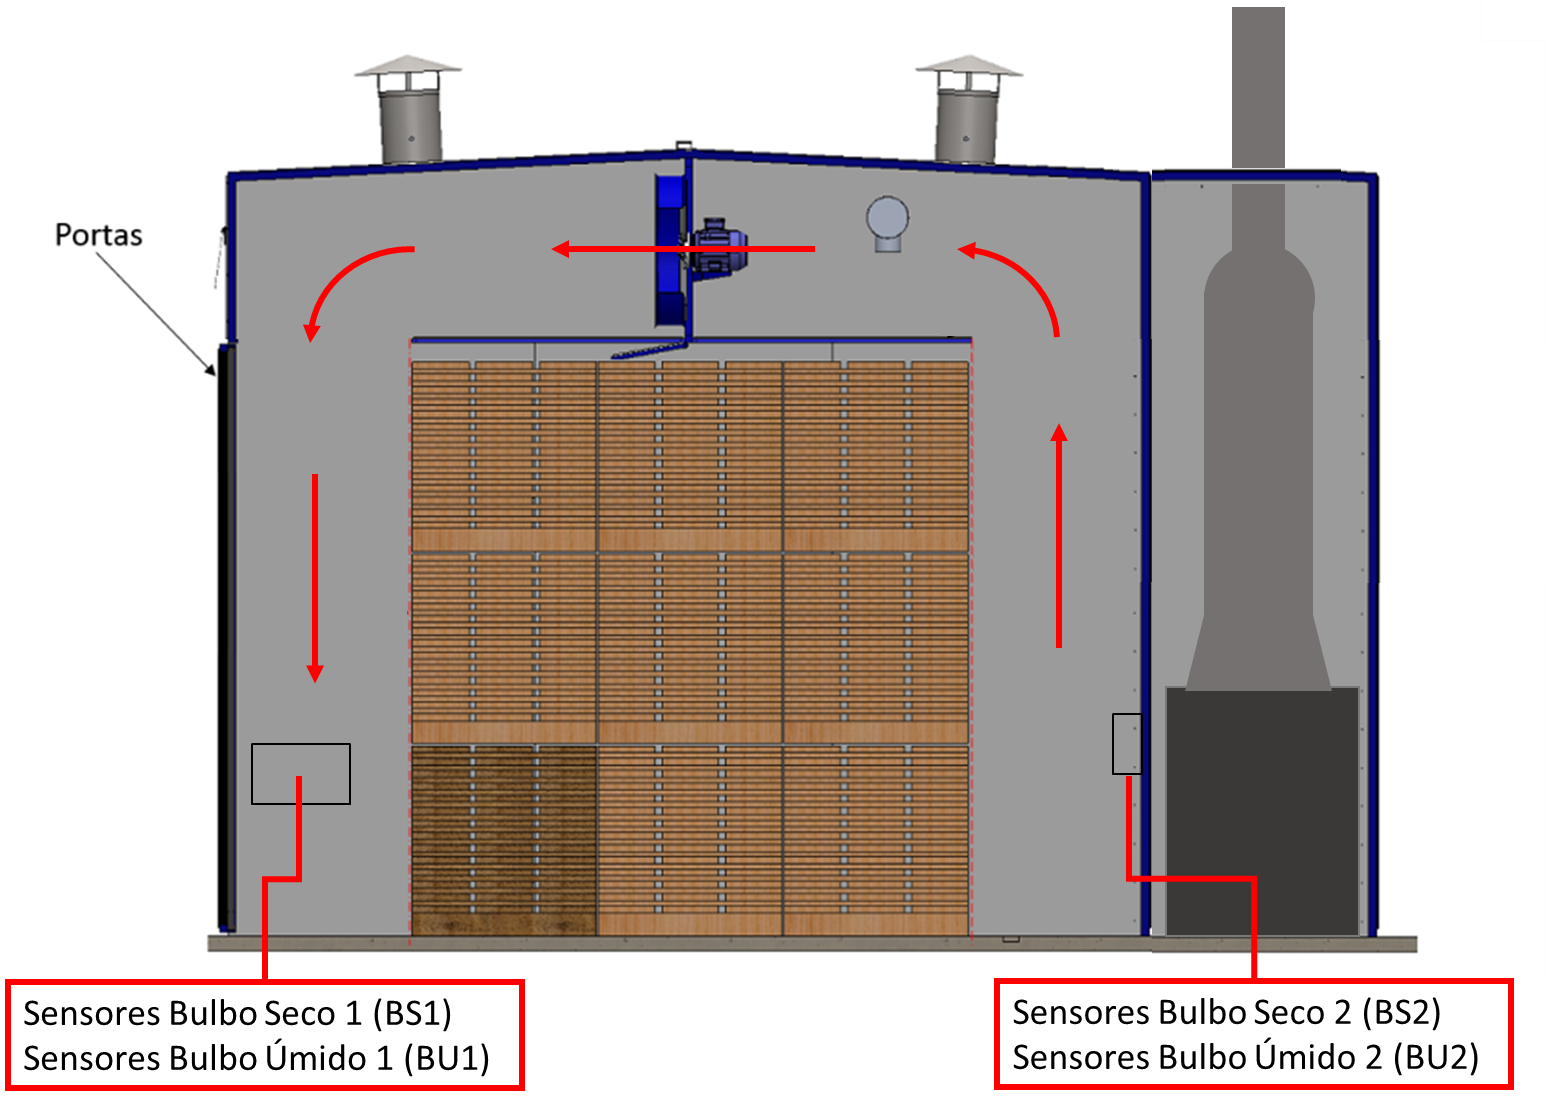 Portas
Sensores Bulbo Seco 1 (BS1)
Sensores Bulbo Úmido 1 (BU1)
Sensores Bulbo Seco 2 (BS2)
Sensores Bulbo Úmido 2 (BU2)